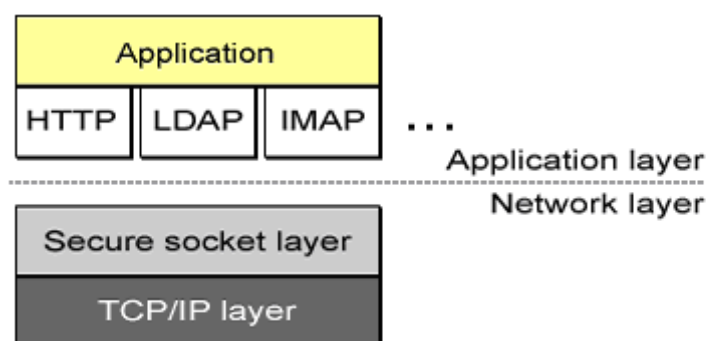 Application
HTTP LDAP IMAP ...
Application layer
Network layer
Secure socket layer
TCP/IP layer